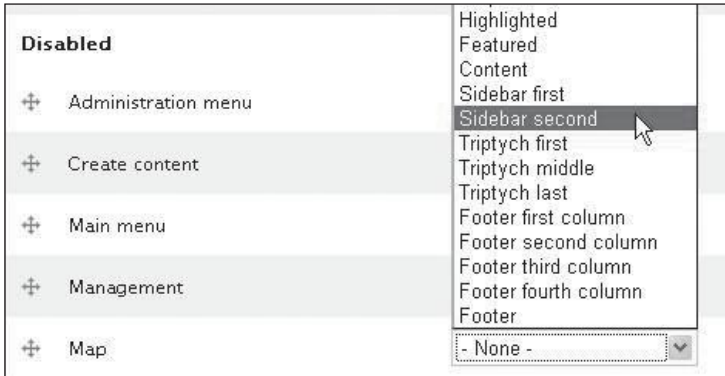 Disabled
Administration menu
Create content
Main menu
Management
Map
Highlighted
Featured
Content
Sidebar first
Sidebar second
Triptych first
Triptych middle
Triptych last
Footer first column
Footer second column
Footer third column
Footer fourth column
Footer
- None -